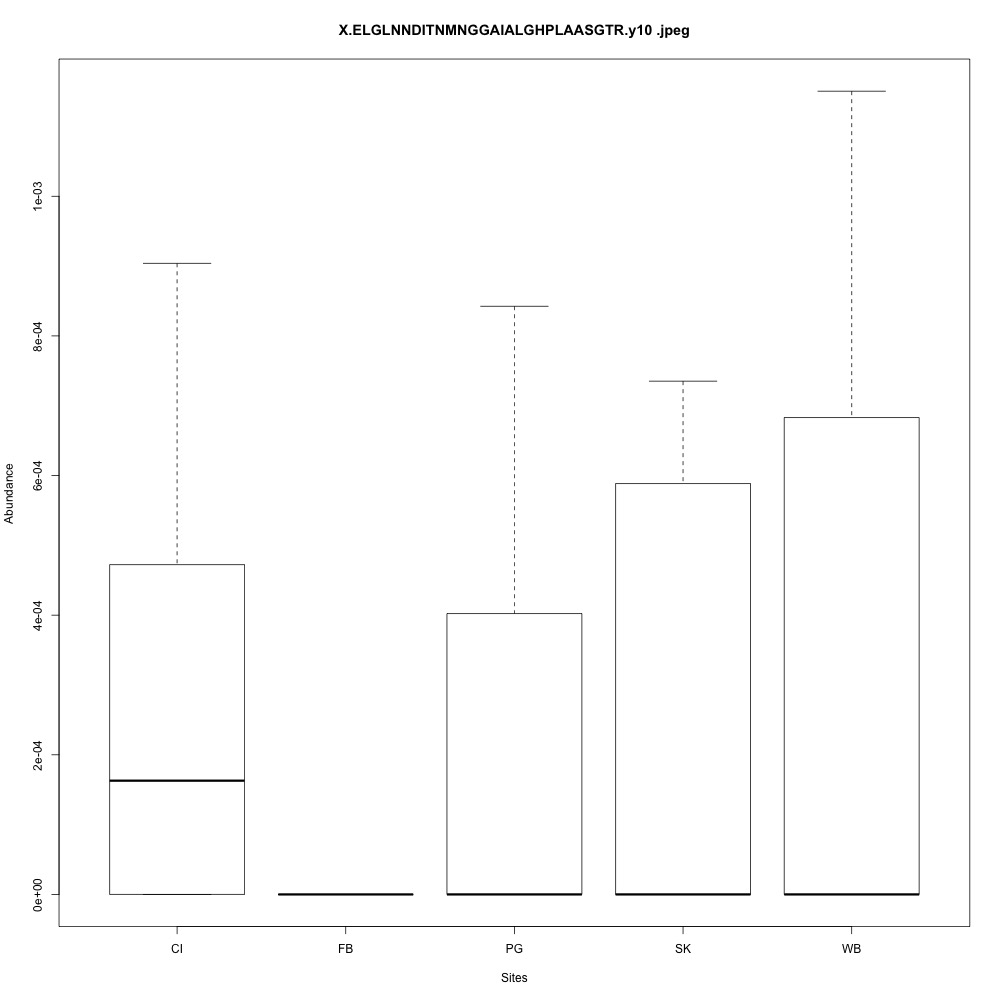 X.ELGLNNDITNMNGGAIALGHPLAASGTR.y10 .jpeg
1e-03
8e-04
6e-04
4e-04
2e-04
0e+00
Abundance
CI FB PG SK WB
Sites